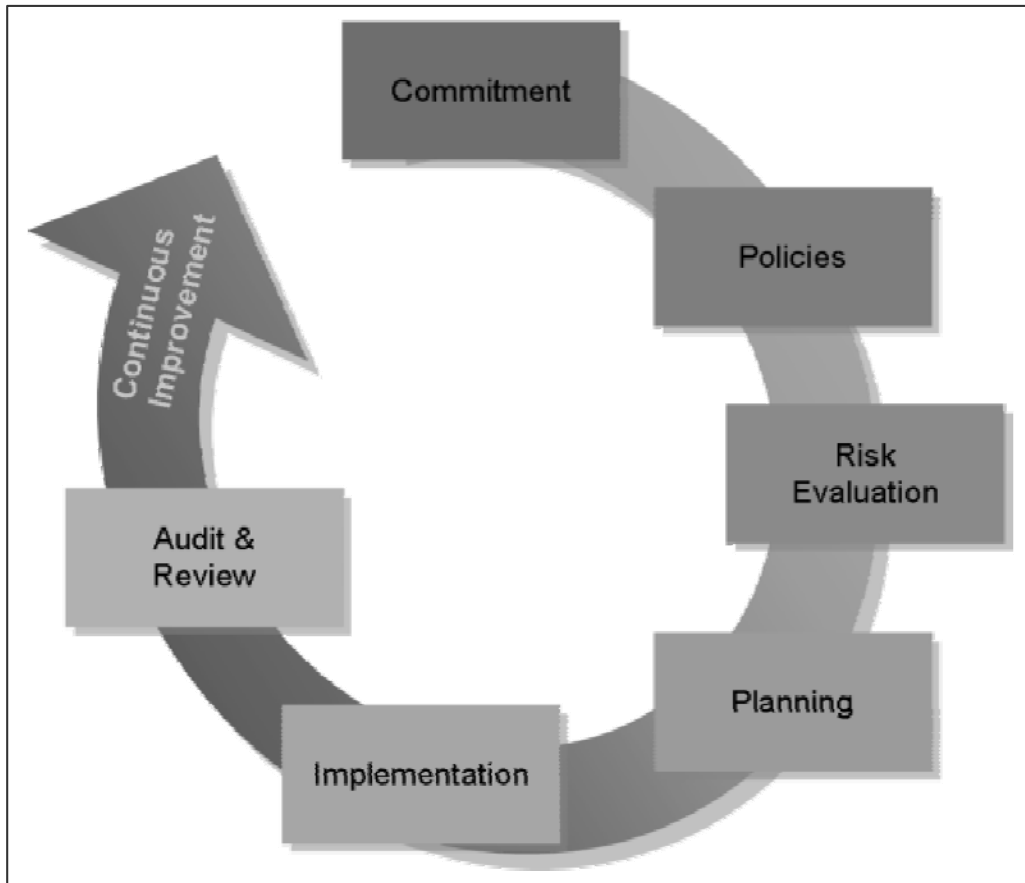 Commitment
Policies
Risk
Evaluation
Planning
Implementation
Audit &
Review
Continuous
Improvement